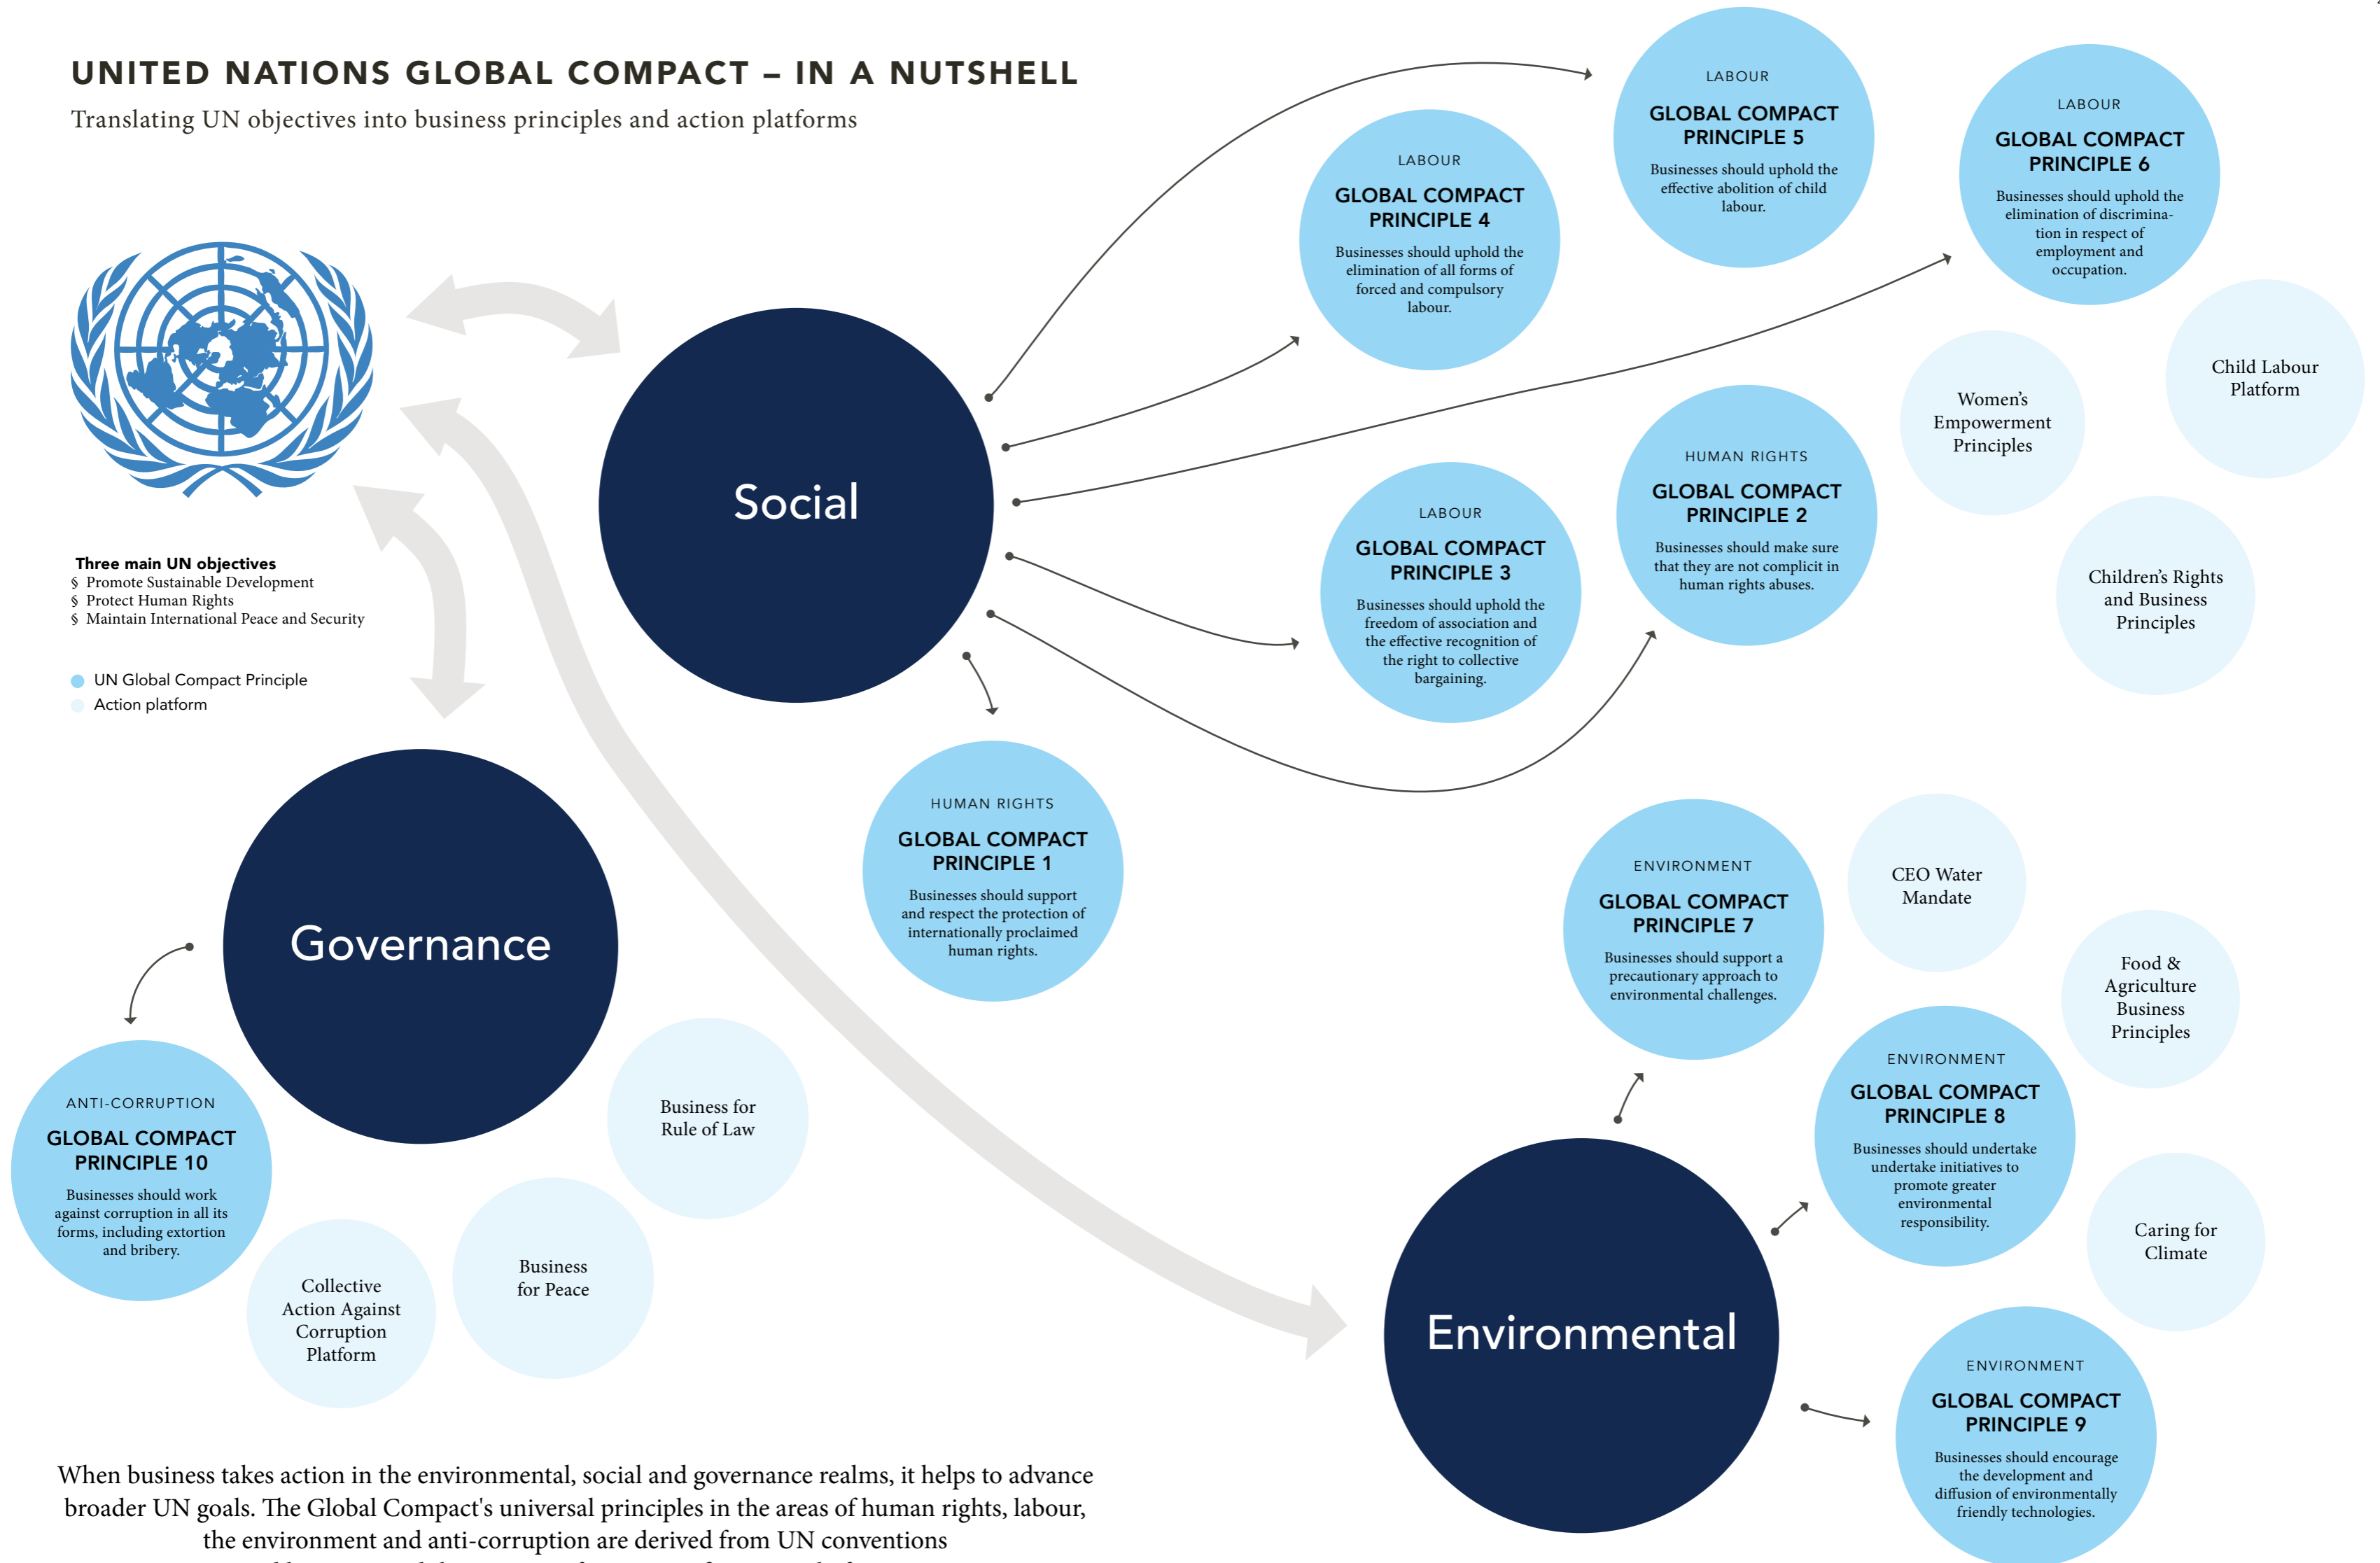 UNITED NATIONS GLOBAL COMPACT – IN A NUTSHELL
Translating UN objectives into business principles and action platforms
Three main UN objectives
§ Promote Sustainable Development
§ Protect Human Rights
§ Maintain International Peace and Security
UN Global Compact Principle
Action platform
Social
LABOUR
GLOBAL COMPACT
PRINCIPLE 4
Businesses should uphold the
elimination of all forms of
forced and compulsory
labour.
LABOUR
GLOBAL COMPACT
PRINCIPLE 5
Businesses should uphold the
effective abolition of child
labour.
LABOUR
GLOBAL COMPACT
PRINCIPLE 6
Businesses should uphold the
elimination of discrimina-
tion in respect of
employment and
occupation.
Women’s
Empowerment
Principles
Child Labour
Platform
Children’s Rights
and Business
Principles
HUMAN RIGHTS
GLOBAL COMPACT
PRINCIPLE 2
Businesses should make sure
that they are not complicit in
human rights abuses.
LABOUR
GLOBAL COMPACT
PRINCIPLE 3
Businesses should uphold the
freedom of association and
the effective recognition of
the right to collective
bargaining.
HUMAN RIGHTS
GLOBAL COMPACT
PRINCIPLE 1
Businesses should support
and respect the protection of
internationally proclaimed
human rights.
Governance
ANTI-CORRUPTION
GLOBAL COMPACT
PRINCIPLE 10
Businesses should work
against corruption in all its
forms, including extortion
and bribery.
Collective
Action Against
Corruption
Platform
Business
for Peace
Business for
Rule of Law
Environmental
ENVIRONMENT
GLOBAL COMPACT
PRINCIPLE 7
Businesses should support a
precautionary approach to
environmental challenges.
CEO Water
Mandate
Food &
Agriculture
Business
Principles
ENVIRONMENT
GLOBAL COMPACT
PRINCIPLE 8
Businesses should undertake
undertake initiatives to
promote greater
environmental
responsibility.
Caring for
Climate
ENVIRONMENT
GLOBAL COMPACT
PRINCIPLE 9
Businesses should encourage
the development and
diffusion of environmentally
friendly technologies.
When business takes action in the environmental, social and governance realms, it helps to advance
broader UN goals. The Global Compact's universal principles in the areas of human rights, labour,
the environment and anti-corruption are derived from UN conventions